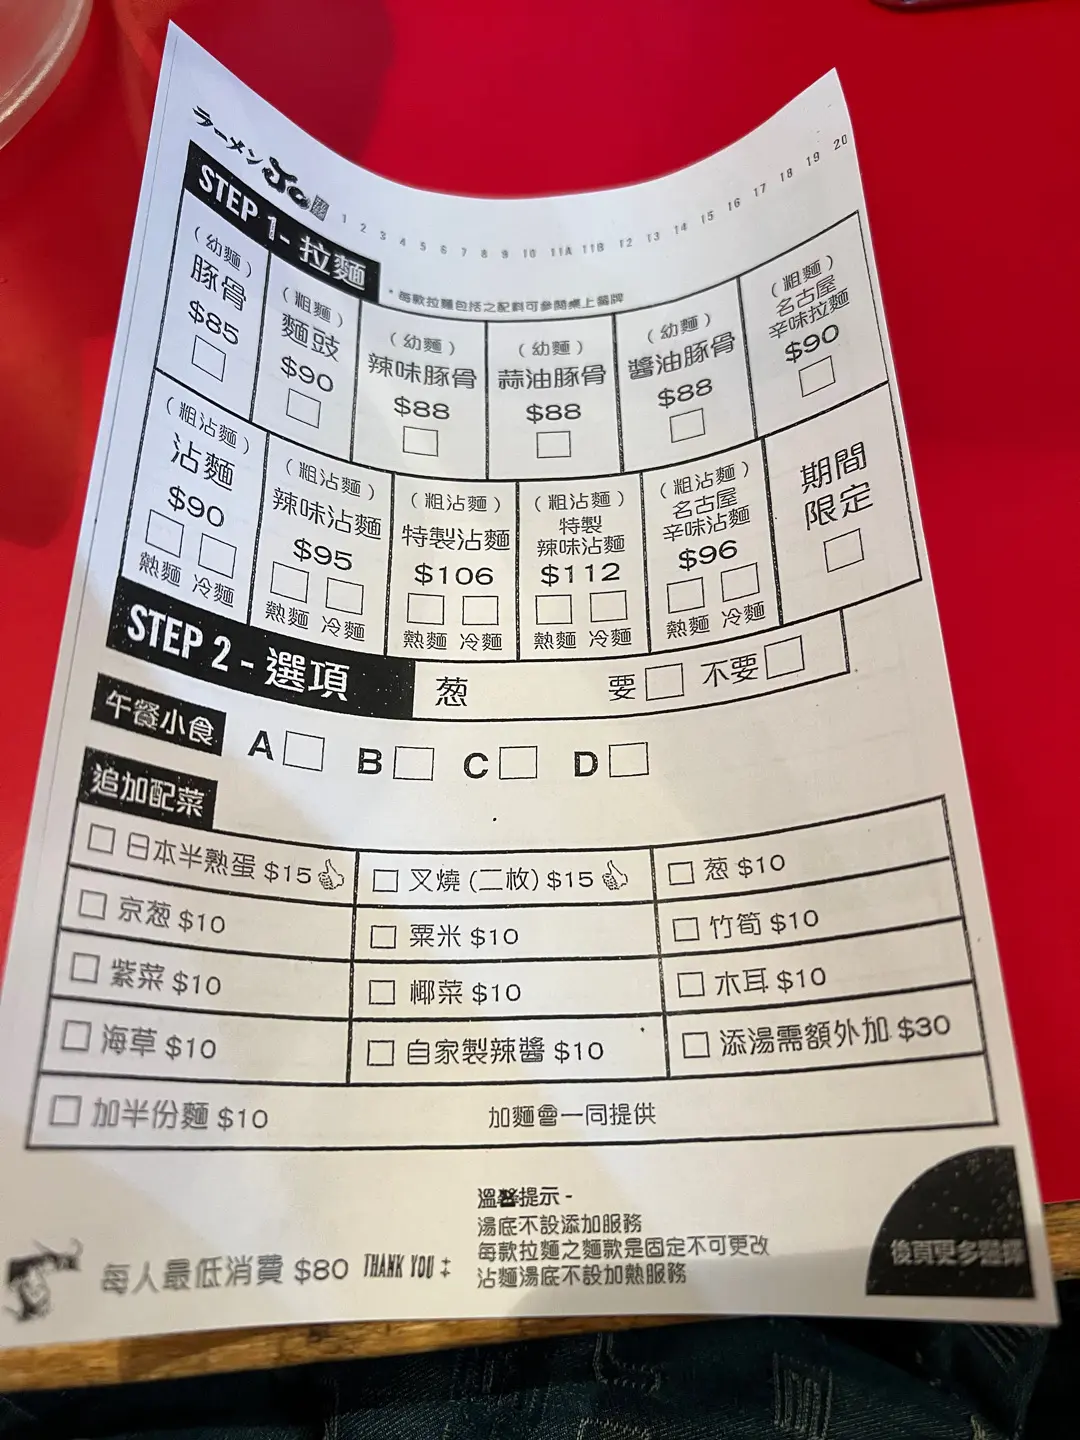 ラーメン Jo
1 2 3 4 5 6 7 8 9 10 11A 11B 12 13 14 15 16 17 18 19 20
STEP 1 - 拉麵
* 每款拉麵包括之配料可參閱桌上餐牌
(幼麵)
豚骨
$85
(粗麵)
麵豉
$90
(幼麵)
辣味豚骨
$88
(幼麵)
蒜油豚骨
$88
(幼麵)
醬油豚骨
$88
(粗麵)
名古屋
辛味拉麵
$90
(粗沾麵)
沾麵
$90
熱麵 冷麵
(粗沾麵)
辣味沾麵
$95
熱麵 冷麵
(粗沾麵)
特製沾麵
$106
熱麵 冷麵
(粗沾麵)
特製
辣味沾麵
$112
熱麵 冷麵
(粗沾麵)
名古屋
辛味沾麵
$96
熱麵 冷麵
期間
限定
STEP 2 - 選項
葱 要 不要
午餐小食 A B C D
追加配菜
日本半熟蛋 $15 叉燒 (二枚) $15 葱 $10
京葱 $10 粟米 $10 竹筍 $10
紫菜 $10 椰菜 $10 木耳 $10
海草 $10 自家製辣醬 $10 添湯需額外加 $30
加半份麵 $10 加麵會一同提供
溫馨提示 -
湯底不設添加服務
每款拉麵之麵款是固定不可更改
沾麵湯底不設加熱服務
每人最低消費 $80 THANK YOU
後頁更多選擇